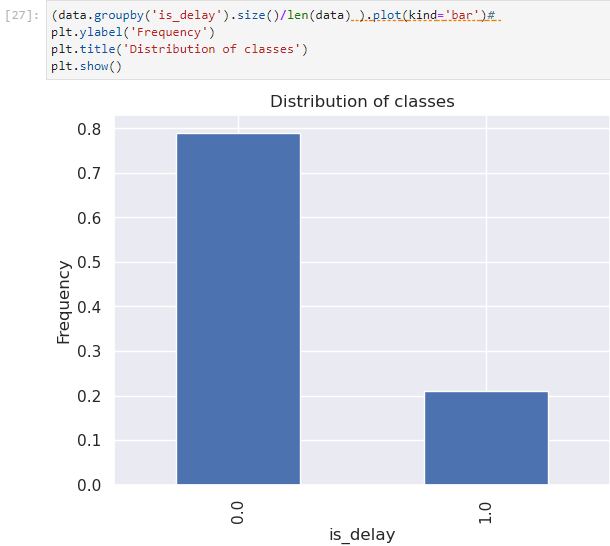 [27]: (data.groupby('is_delay').size()/len(data) ).plot(kind='bar')#
plt.ylabel('Frequency')
plt.title('Distribution of classes')
plt.show()
Distribution of classes
0.8
0.7
0.6
0.5
0.4
0.3
0.2
0.1
0.0
Frequency
0.0 1.0
is_delay